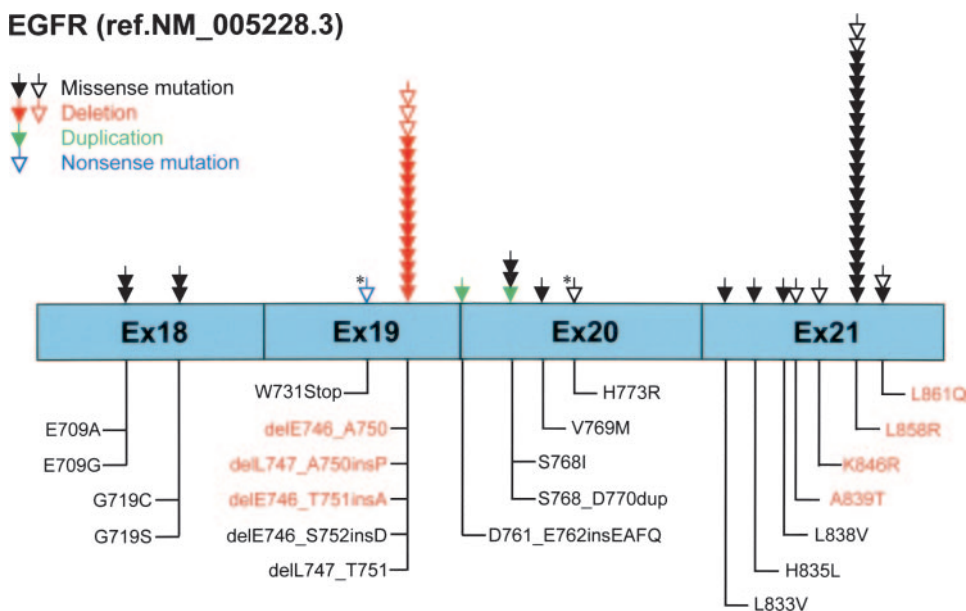 EGFR (ref.NM_005228.3)
Missense mutation
Deletion
Duplication
Nonsense mutation
* *
Ex18 Ex19 Ex20 Ex21
W731Stop H773R L861Q
E709A delE746_A750 V769M L858R
E709G delL747_A750insP S768I K846R
G719C delE746_T751insA S768_D770dup A839T
G719S delE746_S752insD D761_E762insEAFQ L838V
delL747_T751 H835L
L833V